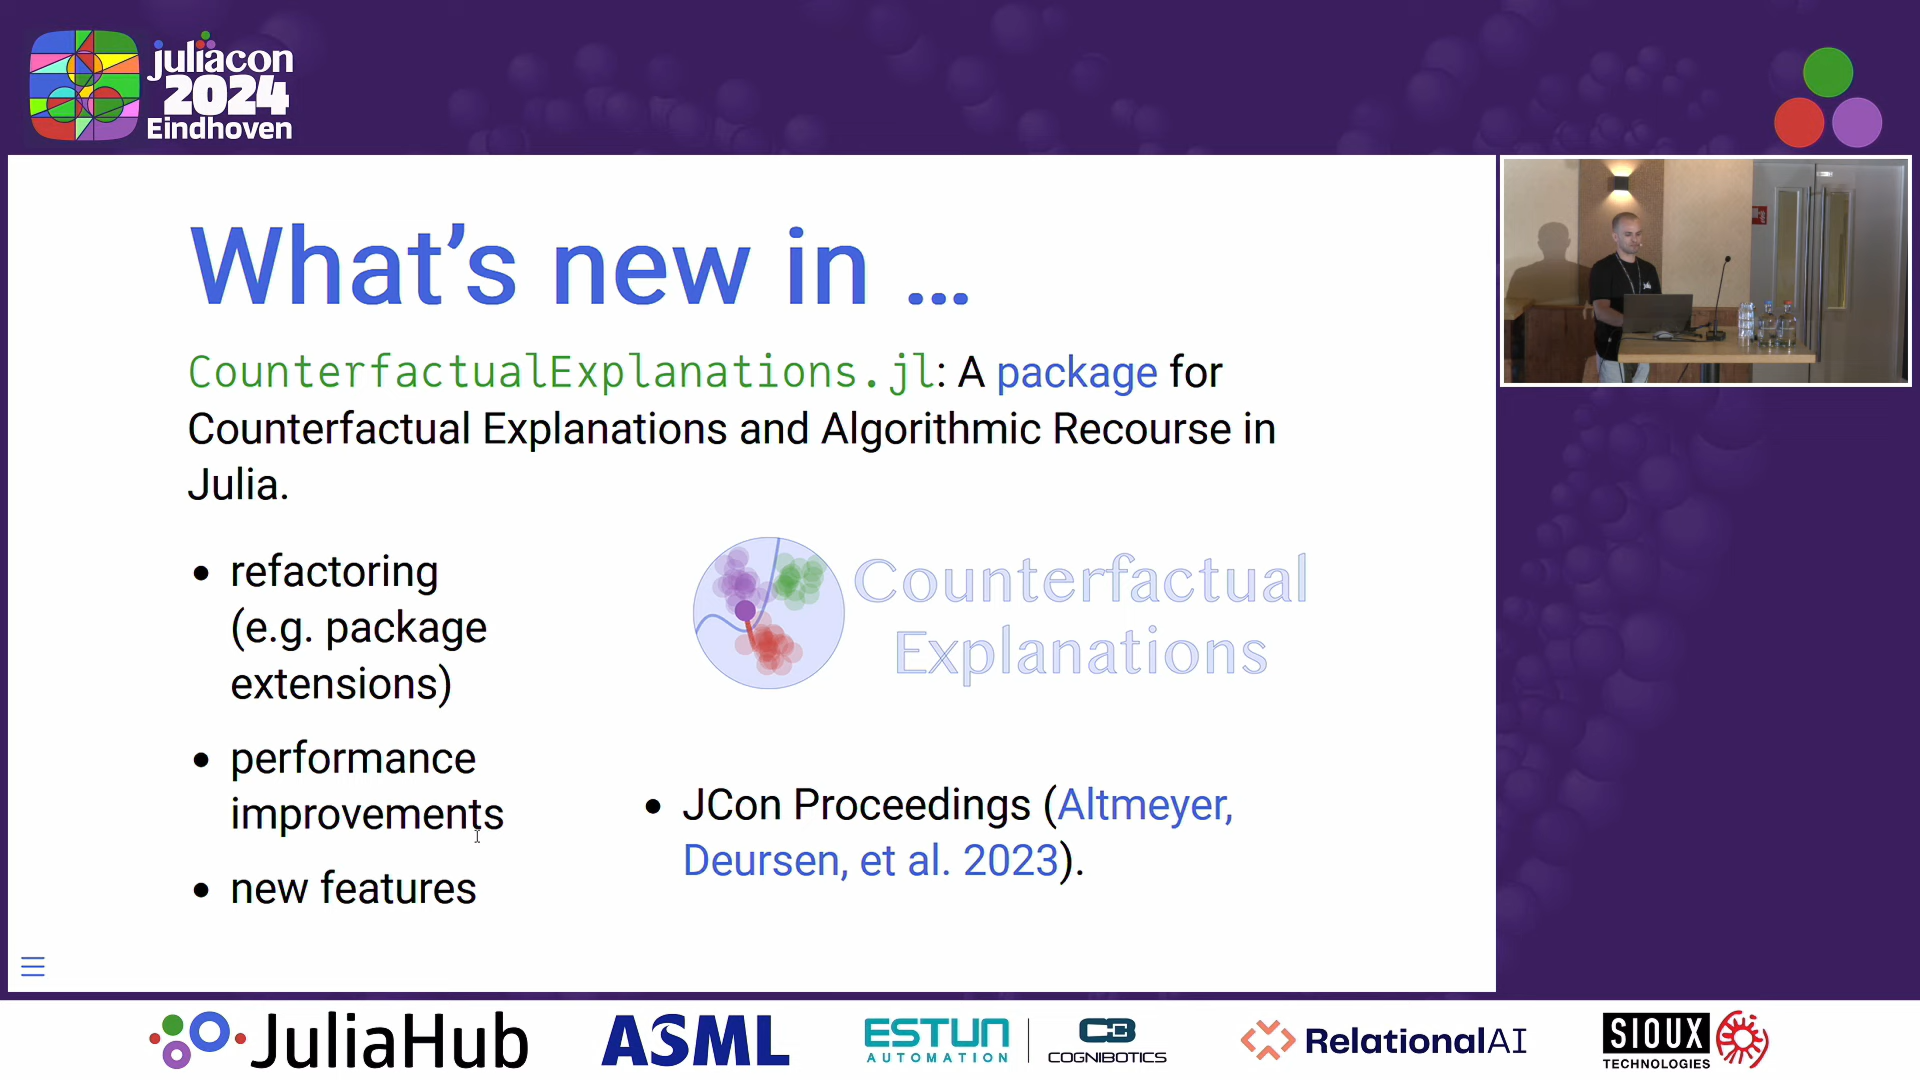 juliacon
2024
Eindhoven
What's new in ...
CounterfactualExplanations.jl: A package for
Counterfactual Explanations and Algorithmic Recourse in
Julia.
• refactoring
(e.g. package
extensions)
• performance
improvements
• new features
Counterfactual
Explanations
• JCon Proceedings (Altmeyer,
Deursen, et al. 2023).
JuliaHub
ASML
ESTUN
AUTOMATION
COGNIBOTICS
RelationalAI
SIOUX
TECHNOLOGIES